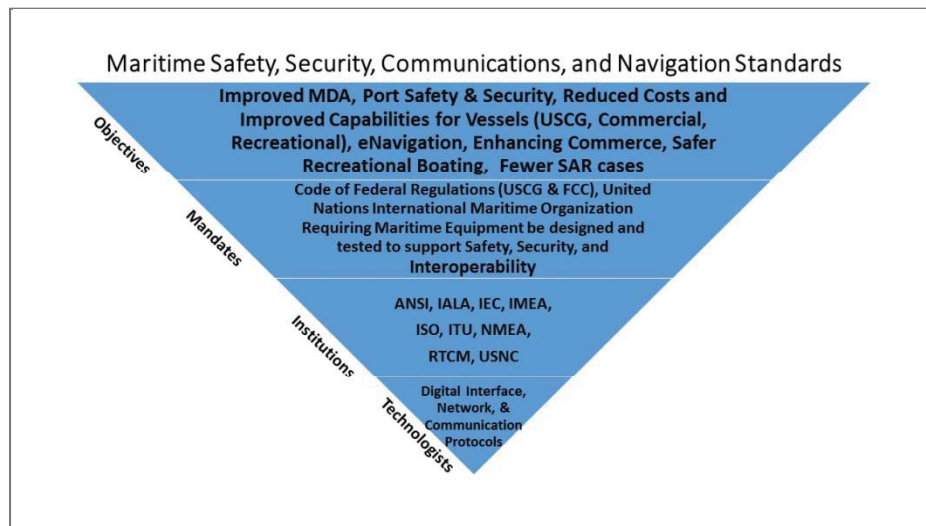 Maritime Safety, Security, Communications, and Navigation Standards
Improved MDA, Port Safety & Security, Reduced Costs and
Improved Capabilities for Vessels (USCG, Commercial,
Recreational), eNavigation, Enhancing Commerce, Safer
Recreational Boating, Fewer SAR cases
Objectives
Code of Federal Regulations (USCG & FCC), United
Nations International Maritime Organization
Requiring Maritime Equipment be designed and
tested to support Safety, Security, and
Interoperability
Mandates
ANSI, IALA, IEC, IMEA,
ISO, ITU, NMEA,
RTCM, USNC
Institutions
Digital Interface,
Network, &
Communication
Protocols
Technologists